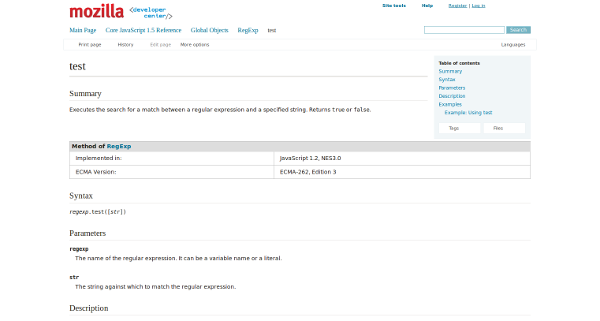 mozilla <developer center/>
Site tools Help Register | Log in
Main Page Core JavaScript 1.5 Reference Global Objects RegExp test
Search
Print page History Edit page More options Languages
test
Table of contents
Summary
Syntax
Parameters
Description
Examples
Example: Using test
Tags Files
Summary
Executes the search for a match between a regular expression and a specified string. Returns true or false.
Method of RegExp
Implemented in: JavaScript 1.2, NES3.0
ECMA Version: ECMA-262, Edition 3
Syntax
regexp.test([str])
Parameters
regexp
The name of the regular expression. It can be a variable name or a literal.
str
The string against which to match the regular expression.
Description